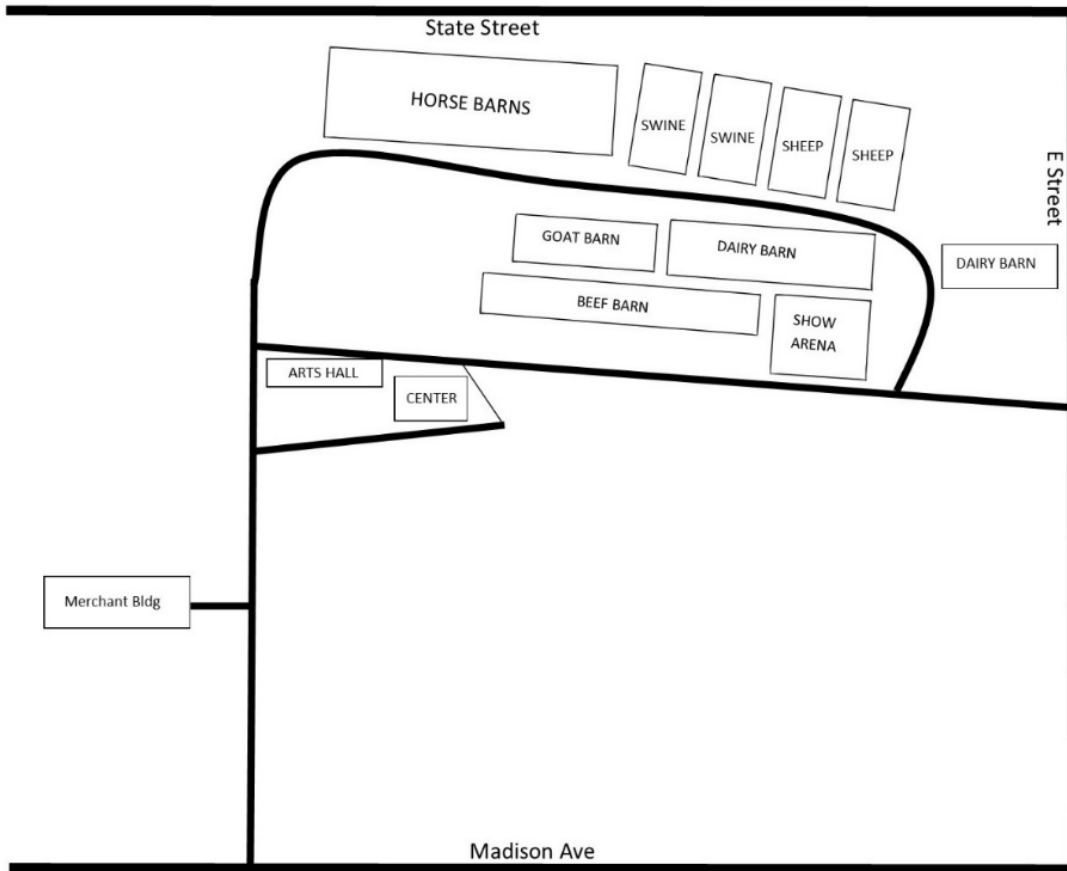 State Street
HORSE BARNS
SWINE
SWINE
SHEEP
SHEEP
E Street
GOAT BARN
DAIRY BARN
DAIRY BARN
BEEF BARN
SHOW
ARENA
ARTS HALL
CENTER
Merchant Bldg
Madison Ave